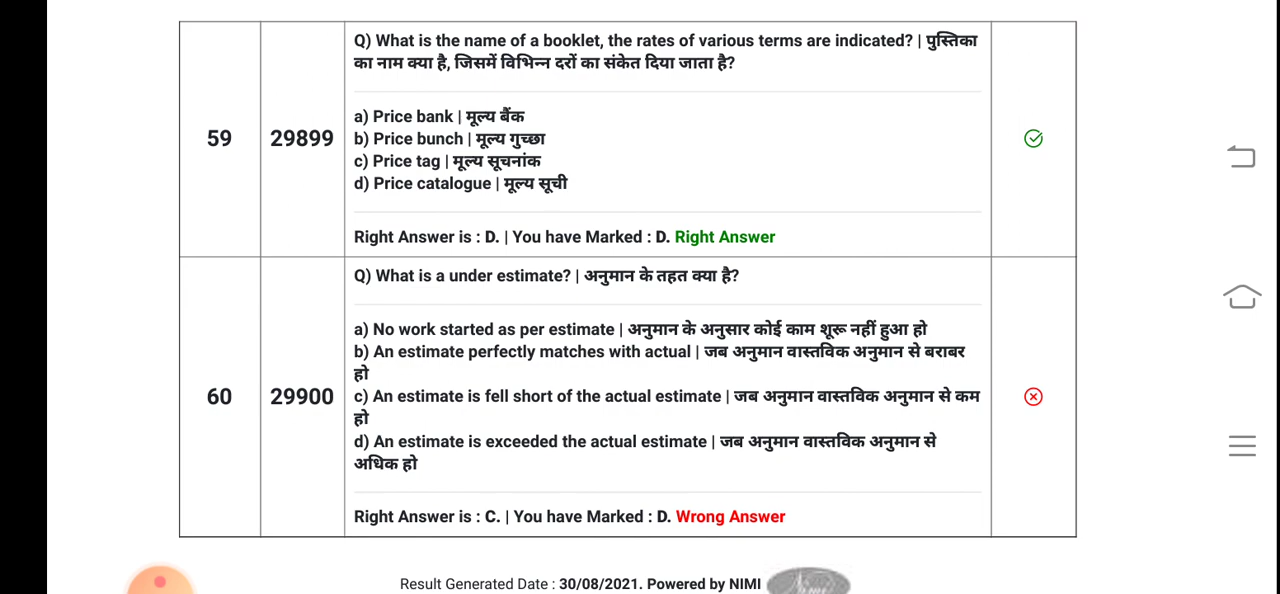 59
29899
Q) What is the name of a booklet, the rates of various terms are indicated? | पुस्तिका
का नाम क्या है, जिसमें विभिन्न दरों का संकेत दिया जाता है?
a) Price bank | मूल्य बैंक
b) Price bunch | मूल्य गुच्छा
c) Price tag | मूल्य सूचनांक
d) Price catalogue | मूल्य सूची
Right Answer is : D. | You have Marked : D. Right Answer
60
29900
Q) What is a under estimate? | अनुमान के तहत क्या है?
a) No work started as per estimate | अनुमान के अनुसार कोई काम शूरू नहीं हुआ हो
b) An estimate perfectly matches with actual | जब अनुमान वास्तविक अनुमान से बराबर
हो
c) An estimate is fell short of the actual estimate | जब अनुमान वास्तविक अनुमान से कम
हो
d) An estimate is exceeded the actual estimate | जब अनुमान वास्तविक अनुमान से
अधिक हो
Right Answer is : C. | You have Marked : D. Wrong Answer
Result Generated Date : 30/08/2021. Powered by NIMI
Nimi